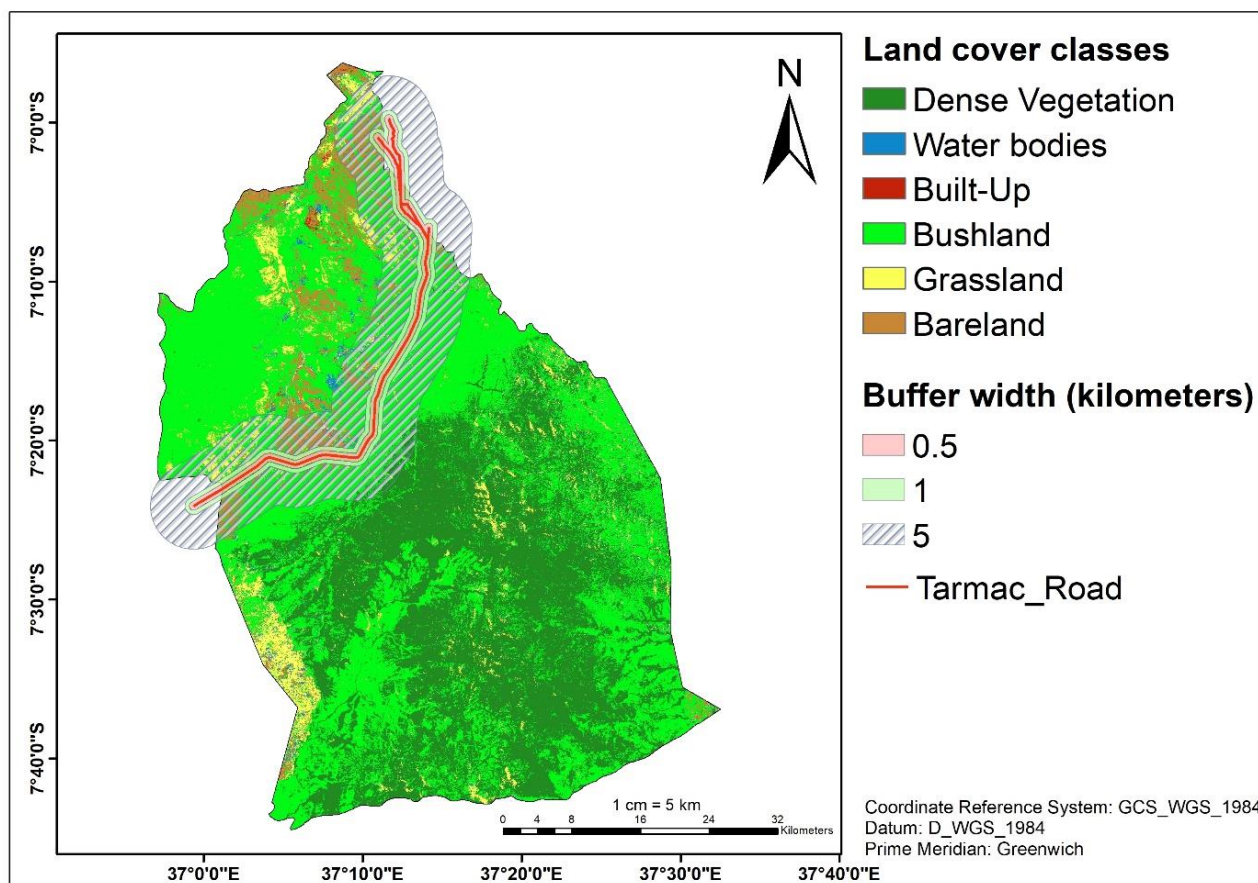 N
7°0'0"S
7°10'0"S
7°20'0"S
7°30'0"S
7°40'0"S
1 cm = 5 km
0 4 8 16 24 32
Kilometers
37°0'0"E 37°10'0"E 37°20'0"E 37°30'0"E 37°40'0"E
Land cover classes
Dense Vegetation
Water bodies
Built-Up
Bushland
Grassland
Bareland
Buffer width (kilometers)
0.5
1
5
Tarmac_Road
Coordinate Reference System: GCS_WGS_1984
Datum: D_WGS_1984
Prime Meridian: Greenwich